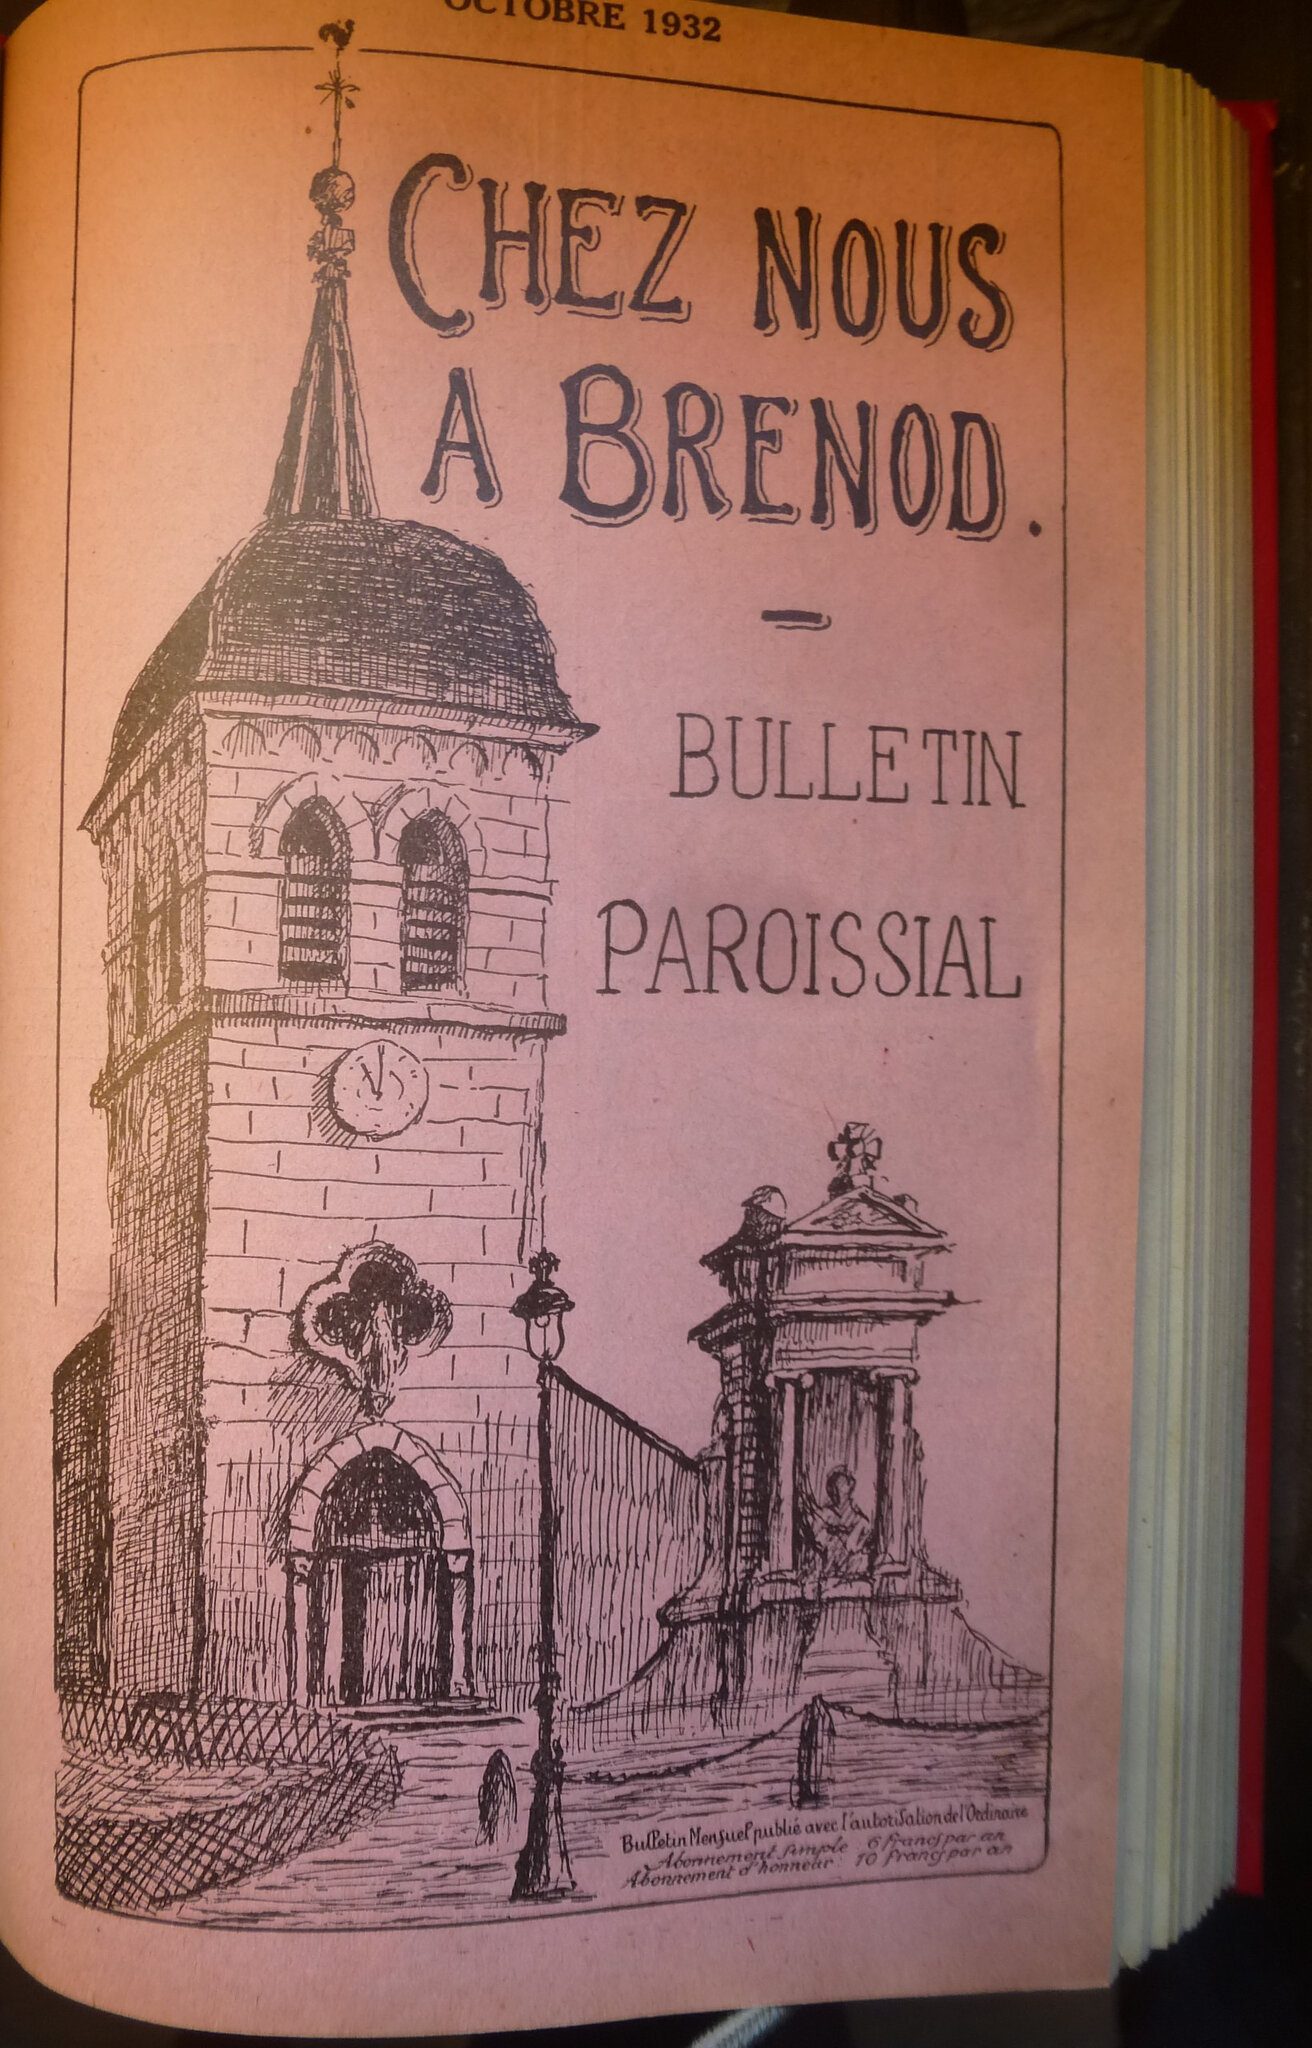 OCTOBRE 1932
CHEZ NOUS
A BRENOD.
—
BULLETIN
PAROISSIAL
Bulletin Mensuel publié avec l'autorisation de l'Ordinaire
Abonnement simple 6 francs par an
Abonnement d'honneur : 10 francs par an